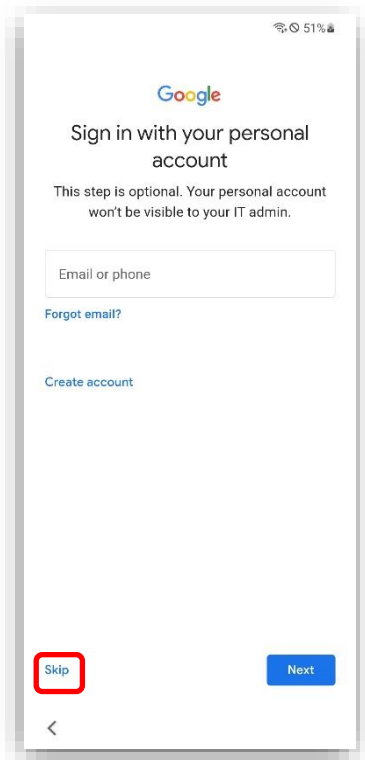 51%
Google
Sign in with your personal
account
This step is optional. Your personal account
won't be visible to your IT admin.
Email or phone
Forgot email?
Create account
Skip
Next